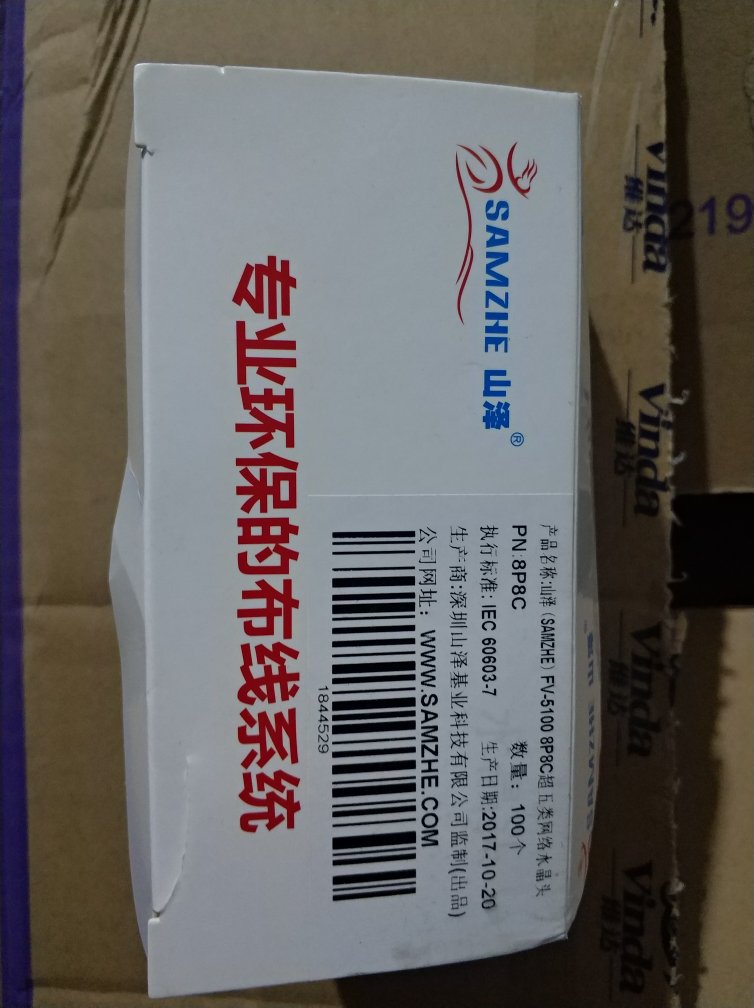 SAMZHE 山泽®
专业环保的布线系统
产品名称:山泽(SAMZHE) FV-5100 8P8C超五类网络水晶头
PN:8P8C 数量: 100个
执行标准: IEC 60603-7 生产日期:2017-10-20
生产商:深圳山泽基业科技有限公司监制(出品)
公司网址: WWW.SAMZHE.COM
1844529
Vinda
维达
219
Vinda
维达
Vinda
维达
Vinda
维达